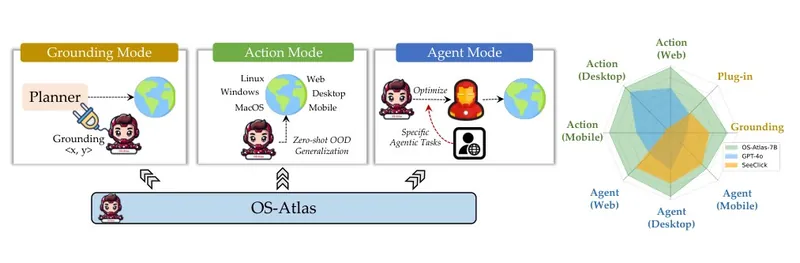 Grounding Mode
Planner
Grounding
<x, y>
Action Mode
Linux
Windows
MacOS
Web
Desktop
Mobile
Zero-shot OOD
Generalization
Agent Mode
Optimize
Specific
Agentic Tasks
OS-Atlas
Action
(Web)
Plug-in
Grounding
Agent
(Mobile)
Agent
(Desktop)
Agent
(Web)
Action
(Mobile)
Action
(Desktop)
OS-Atlas-7B
GPT-4o
SeeClick